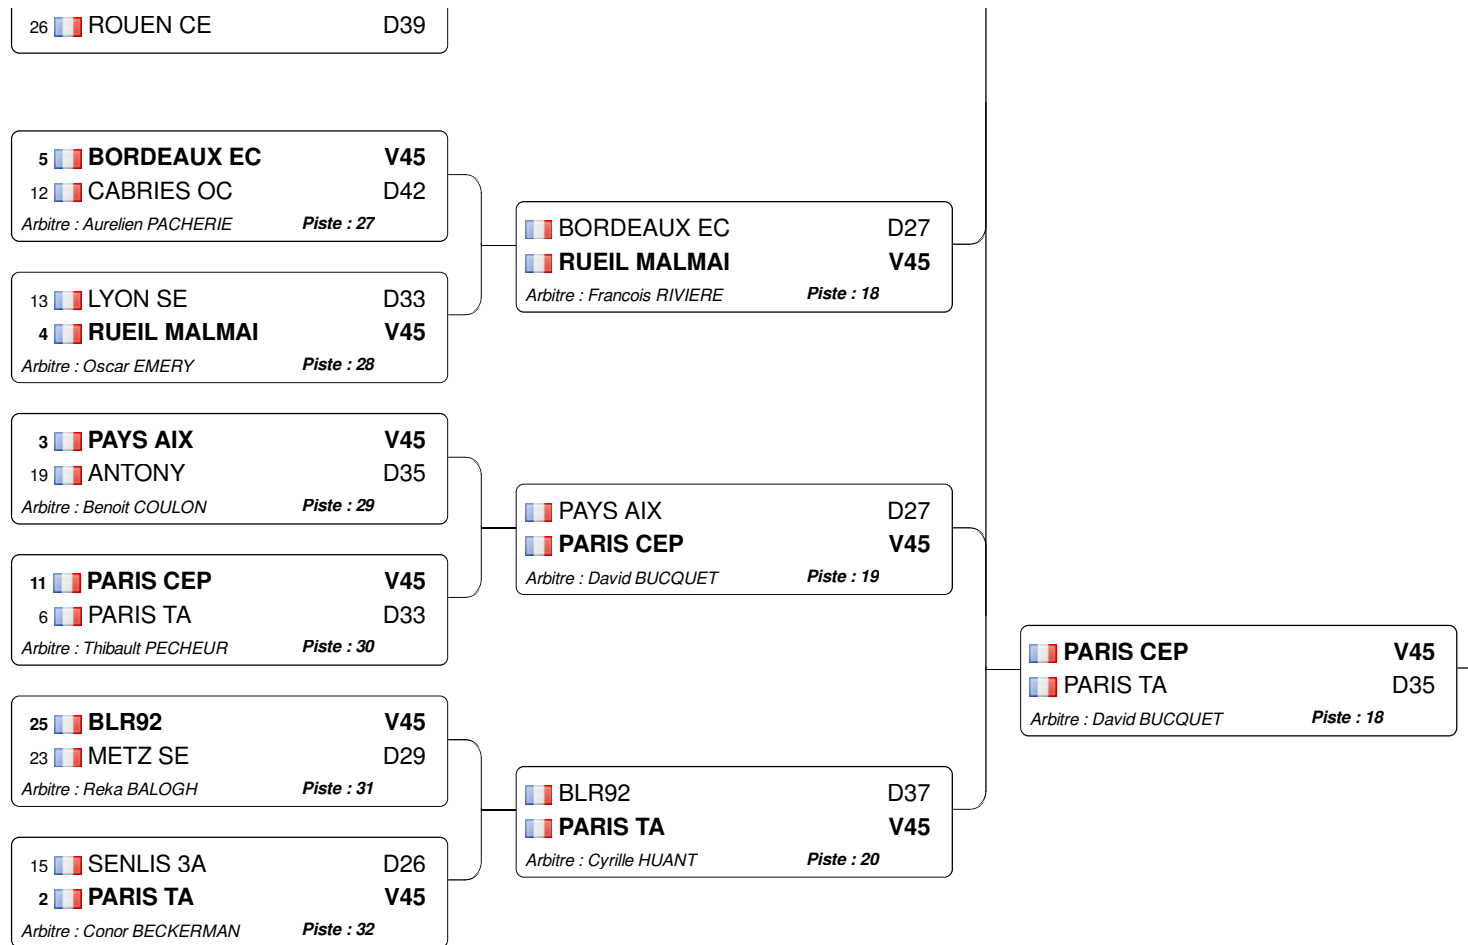 26 ROUEN CE D39
5 BORDEAUX EC V45
12 CABRIES OC D42
Arbitre : Aurelien PACHERIE Piste : 27
13 LYON SE D33
4 RUEIL MALMAI V45
Arbitre : Oscar EMERY Piste : 28
3 PAYS AIX V45
19 ANTONY D35
Arbitre : Benoit COULON Piste : 29
11 PARIS CEP V45
6 PARIS TA D33
Arbitre : Thibault PECHEUR Piste : 30
25 BLR92 V45
23 METZ SE D29
Arbitre : Reka BALOGH Piste : 31
15 SENLIS 3A D26
2 PARIS TA V45
Arbitre : Conor BECKERMAN Piste : 32
BORDEAUX EC D27
RUEIL MALMAI V45
Arbitre : Francois RIVIERE Piste : 18
PAYS AIX D27
PARIS CEP V45
Arbitre : David BUCQUET Piste : 19
BLR92 D37
PARIS TA V45
Arbitre : Cyrille HUANT Piste : 20
PARIS CEP V45
PARIS TA D35
Arbitre : David BUCQUET Piste : 18